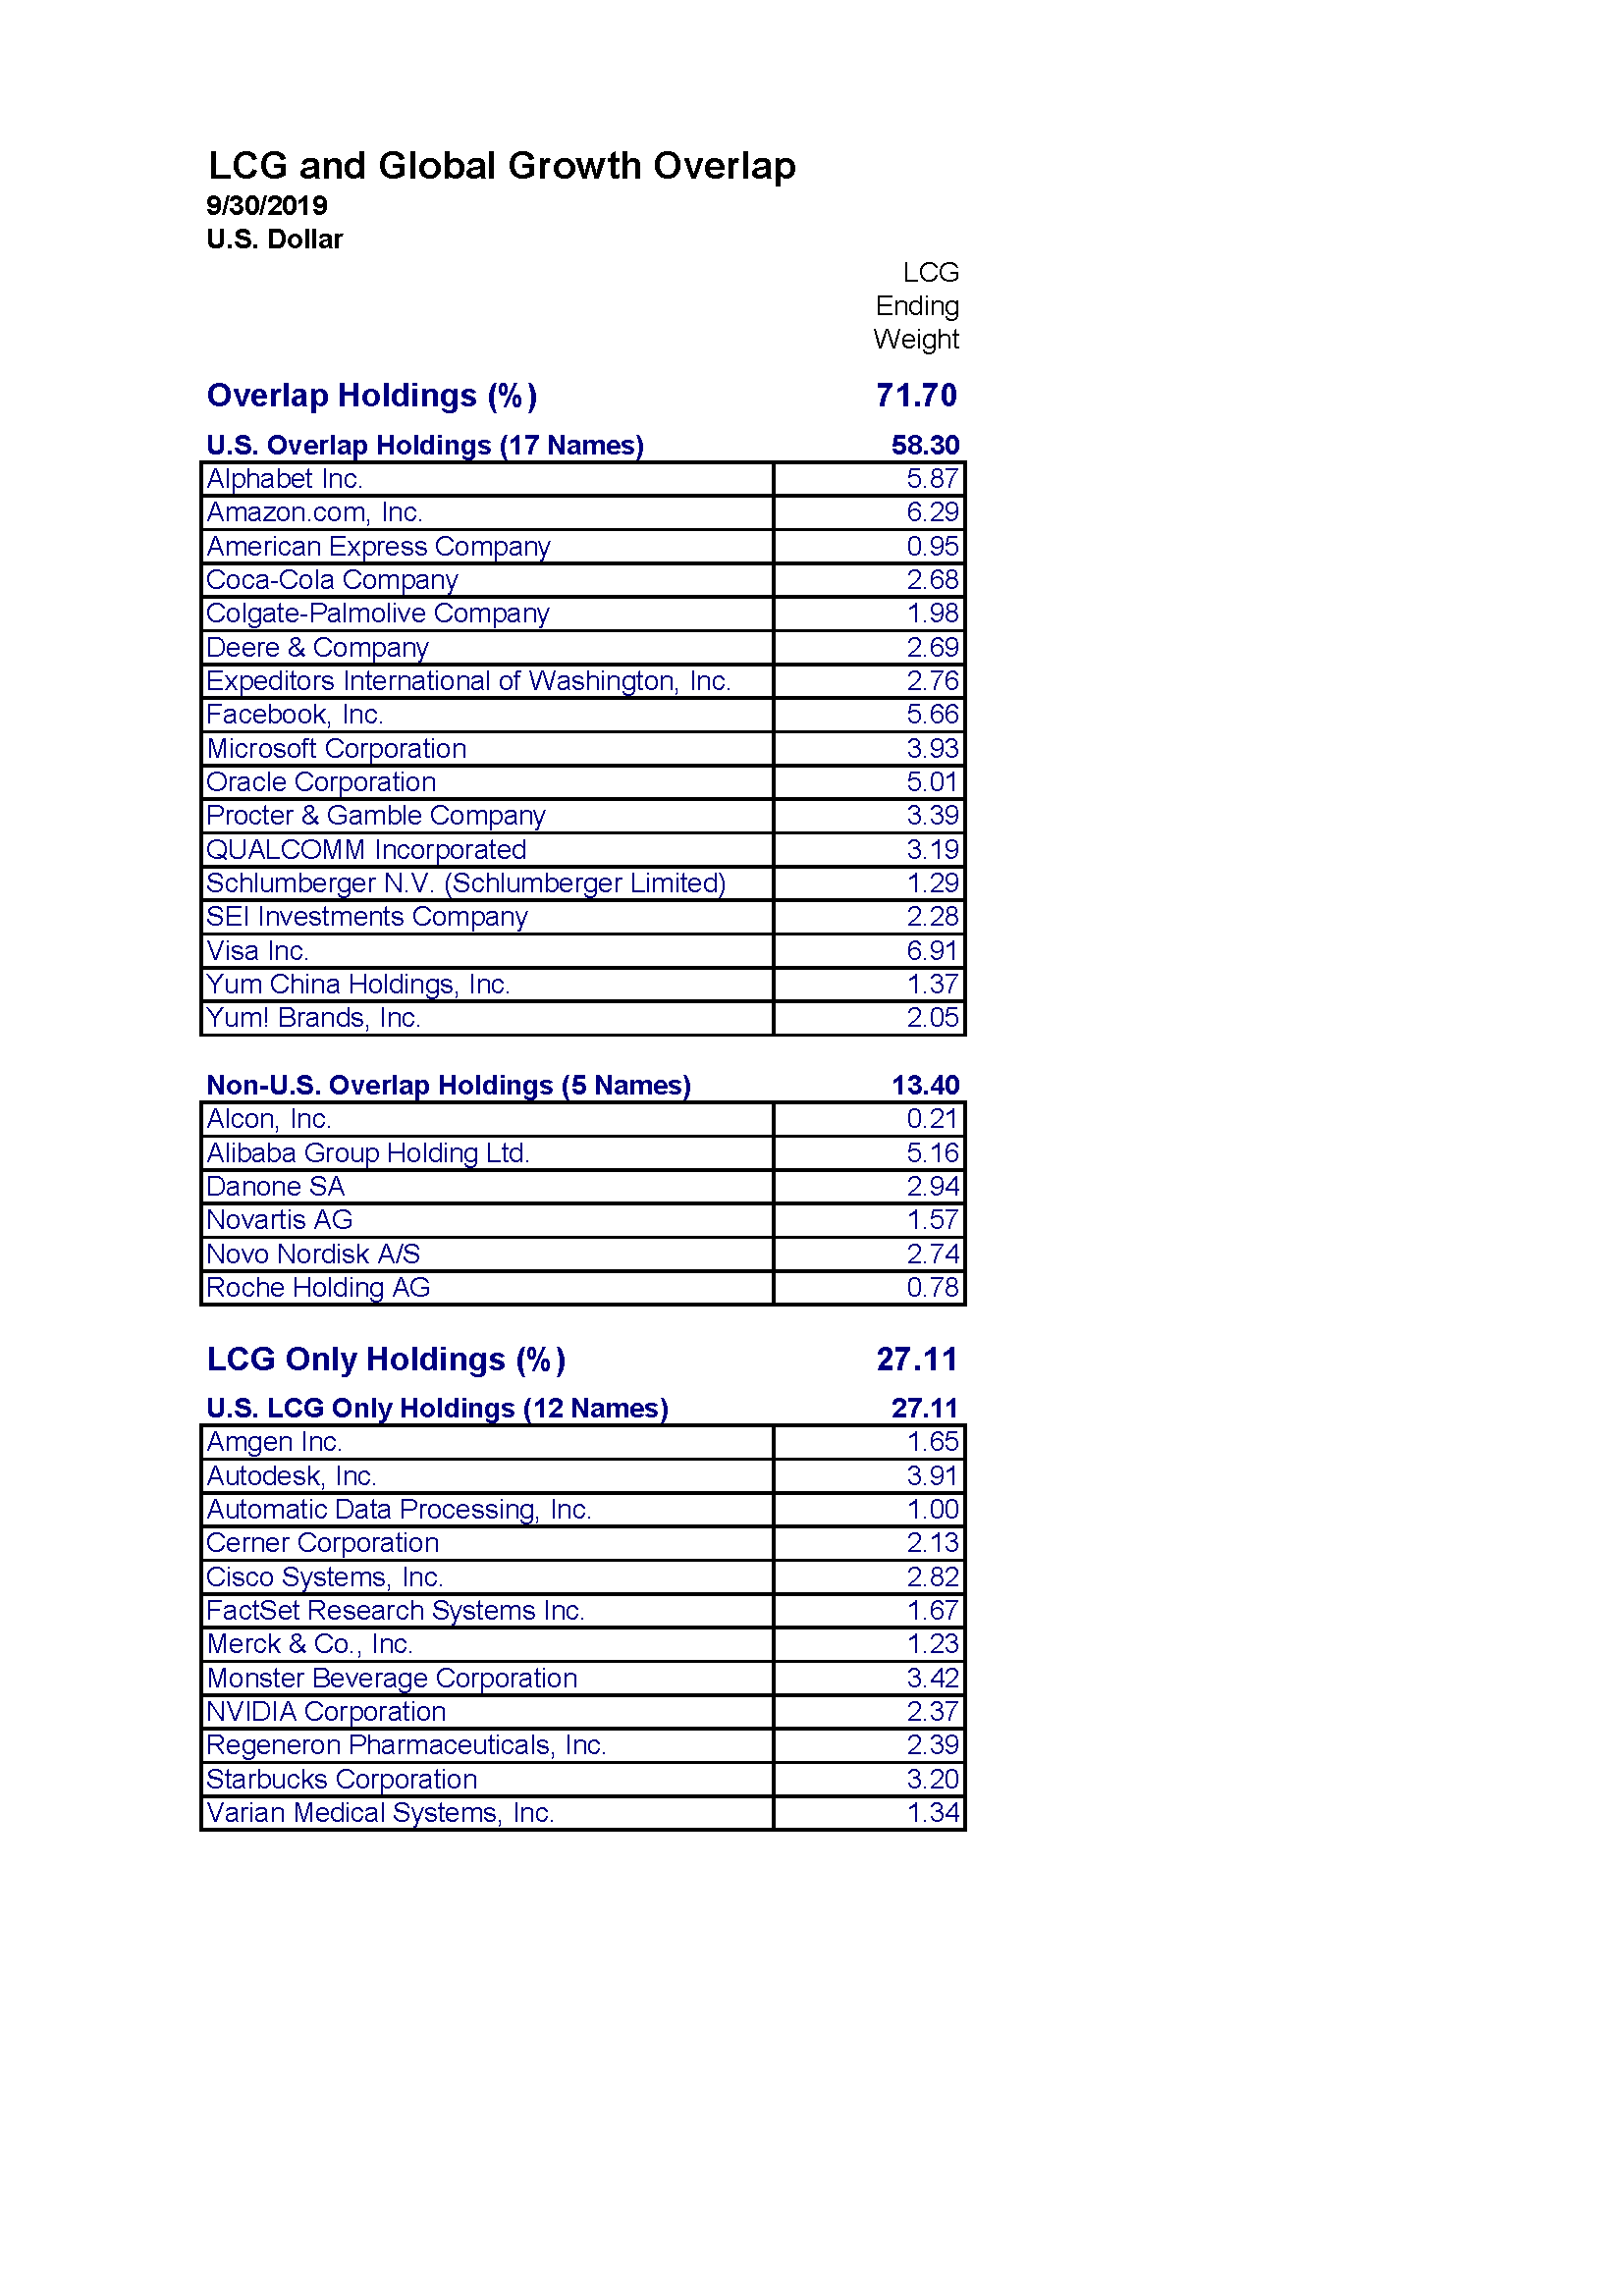 LCG and Global Growth Overlap
9/30/2019
U.S. Dollar
LCG
Ending
Weight
Overlap Holdings (%) 71.70
U.S. Overlap Holdings (17 Names) 58.30
Alphabet Inc. 5.87
Amazon.com, Inc. 6.29
American Express Company 0.95
Coca-Cola Company 2.68
Colgate-Palmolive Company 1.98
Deere & Company 2.69
Expeditors International of Washington, Inc. 2.76
Facebook, Inc. 5.66
Microsoft Corporation 3.93
Oracle Corporation 5.01
Procter & Gamble Company 3.39
QUALCOMM Incorporated 3.19
Schlumberger N.V. (Schlumberger Limited) 1.29
SEI Investments Company 2.28
Visa Inc. 6.91
Yum China Holdings, Inc. 1.37
Yum! Brands, Inc. 2.05
Non-U.S. Overlap Holdings (5 Names) 13.40
Alcon, Inc. 0.21
Alibaba Group Holding Ltd. 5.16
Danone SA 2.94
Novartis AG 1.57
Novo Nordisk A/S 2.74
Roche Holding AG 0.78
LCG Only Holdings (%) 27.11
U.S. LCG Only Holdings (12 Names) 27.11
Amgen Inc. 1.65
Autodesk, Inc. 3.91
Automatic Data Processing, Inc. 1.00
Cerner Corporation 2.13
Cisco Systems, Inc. 2.82
FactSet Research Systems Inc. 1.67
Merck & Co., Inc. 1.23
Monster Beverage Corporation 3.42
NVIDIA Corporation 2.37
Regeneron Pharmaceuticals, Inc. 2.39
Starbucks Corporation 3.20
Varian Medical Systems, Inc. 1.34